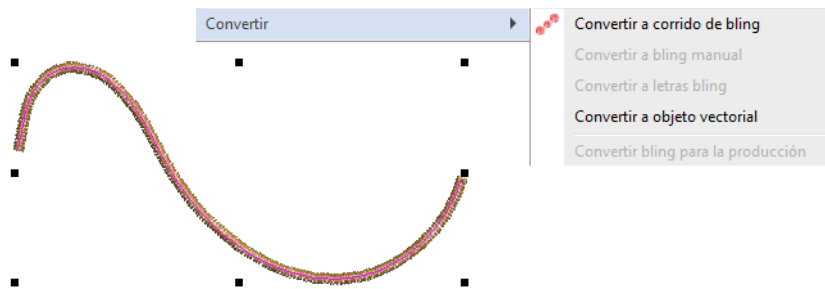 Convertir
Convertir a corrido de bling
Convertir a bling manual
Convertir a letras bling
Convertir a objeto vectorial
Convertir bling para la producción